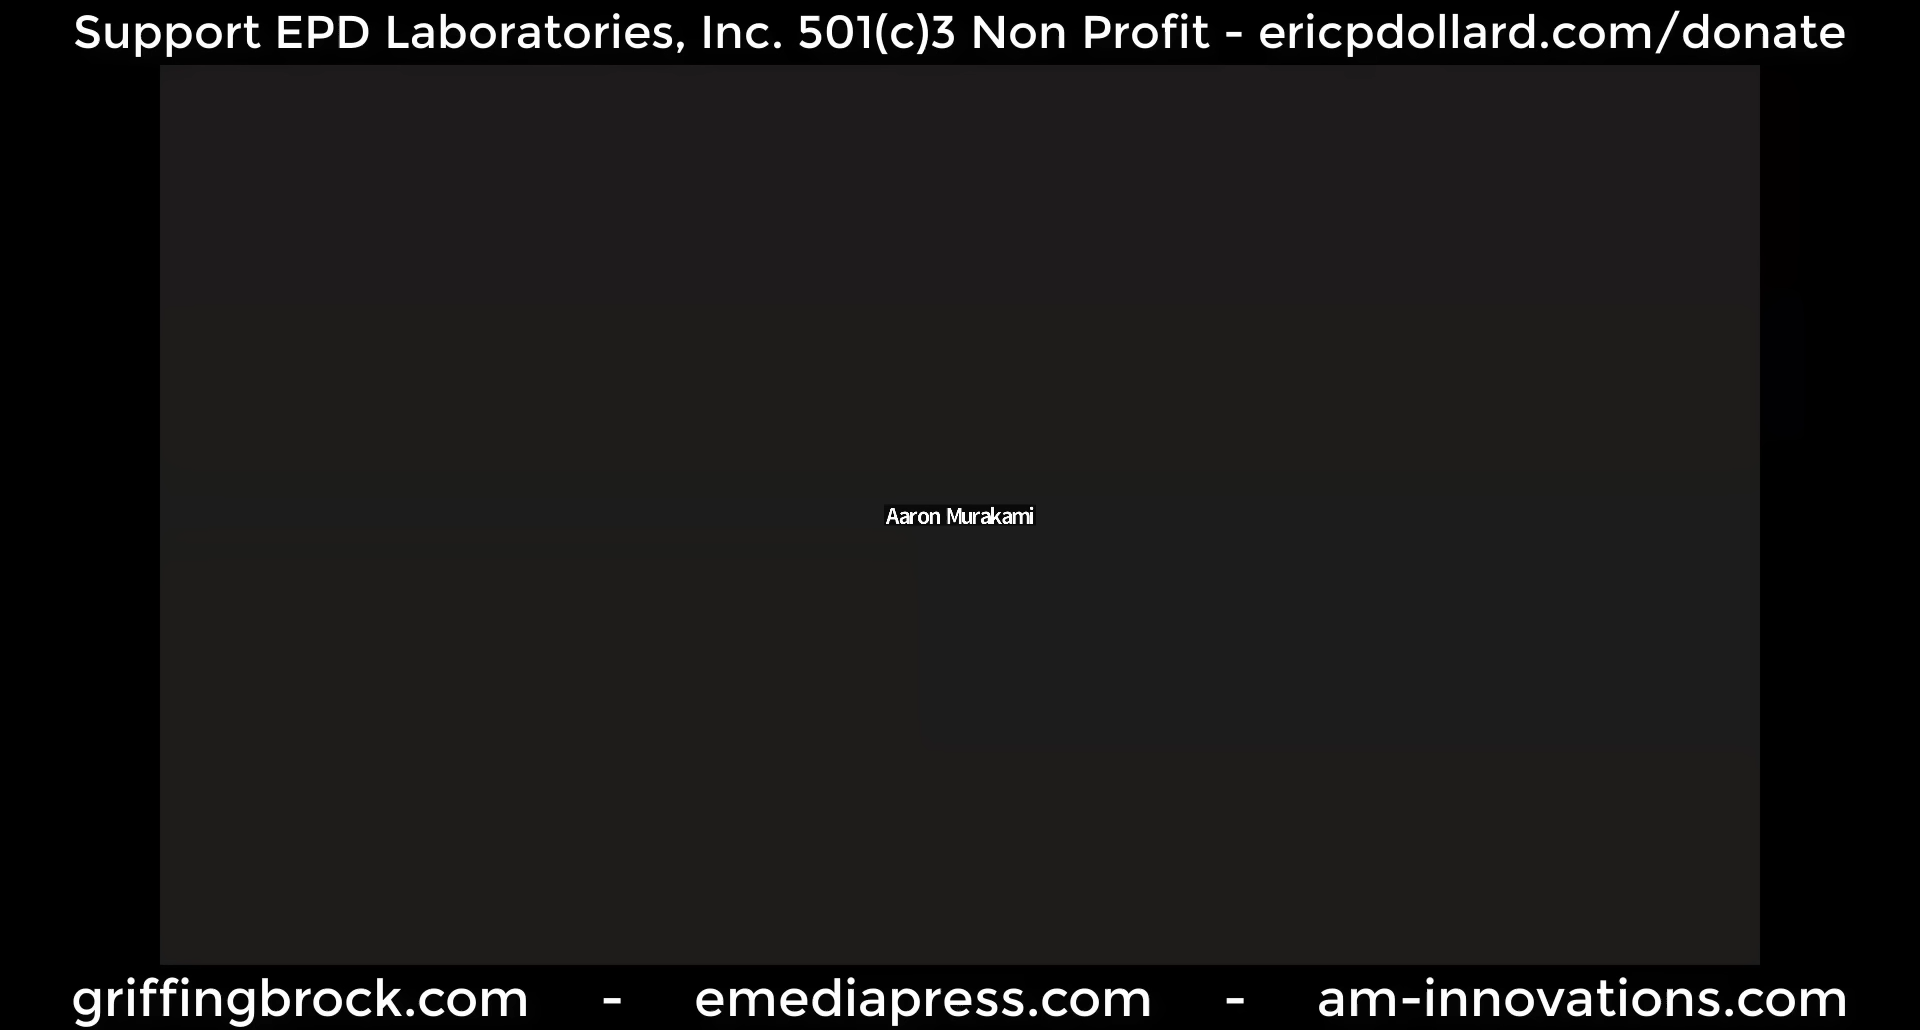 Support EPD Laboratories, Inc. 501(c)3 Non Profit - ericpdollard.com/donate
Aaron Murakami
griffingbrock.com - emediapress.com - am-innovations.com